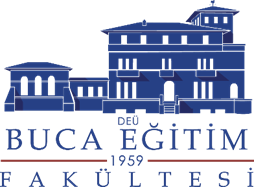 DEÜ
BUCA EĞİTİM
1959
FAKÜLTESİ